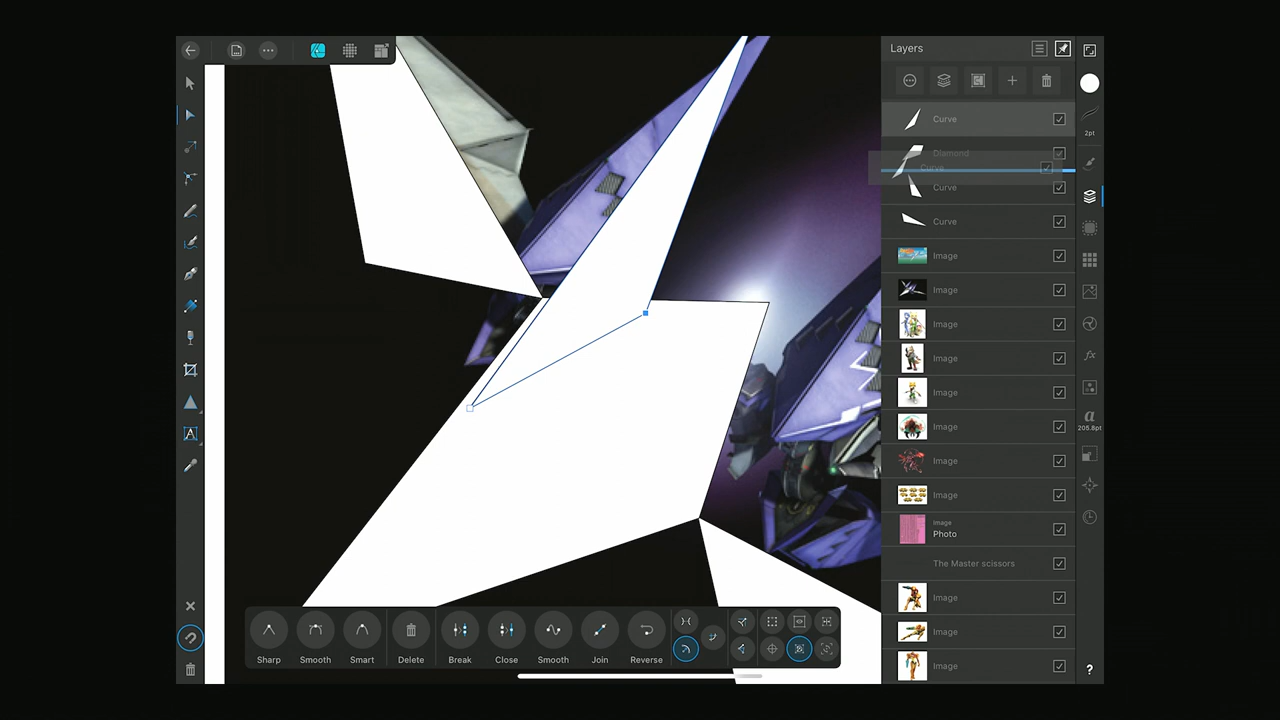 Layers
Curve
2pt
Diamond
Curve
Curve
Curve
Image
Image
Image
Image
Image
a
205.8pt
Image
Image
Image
Image
Photo
The Master scissors
Image
Image
Image
fx
A
?
Sharp
Smooth
Smart
Delete
Break
Close
Smooth
Join
Reverse